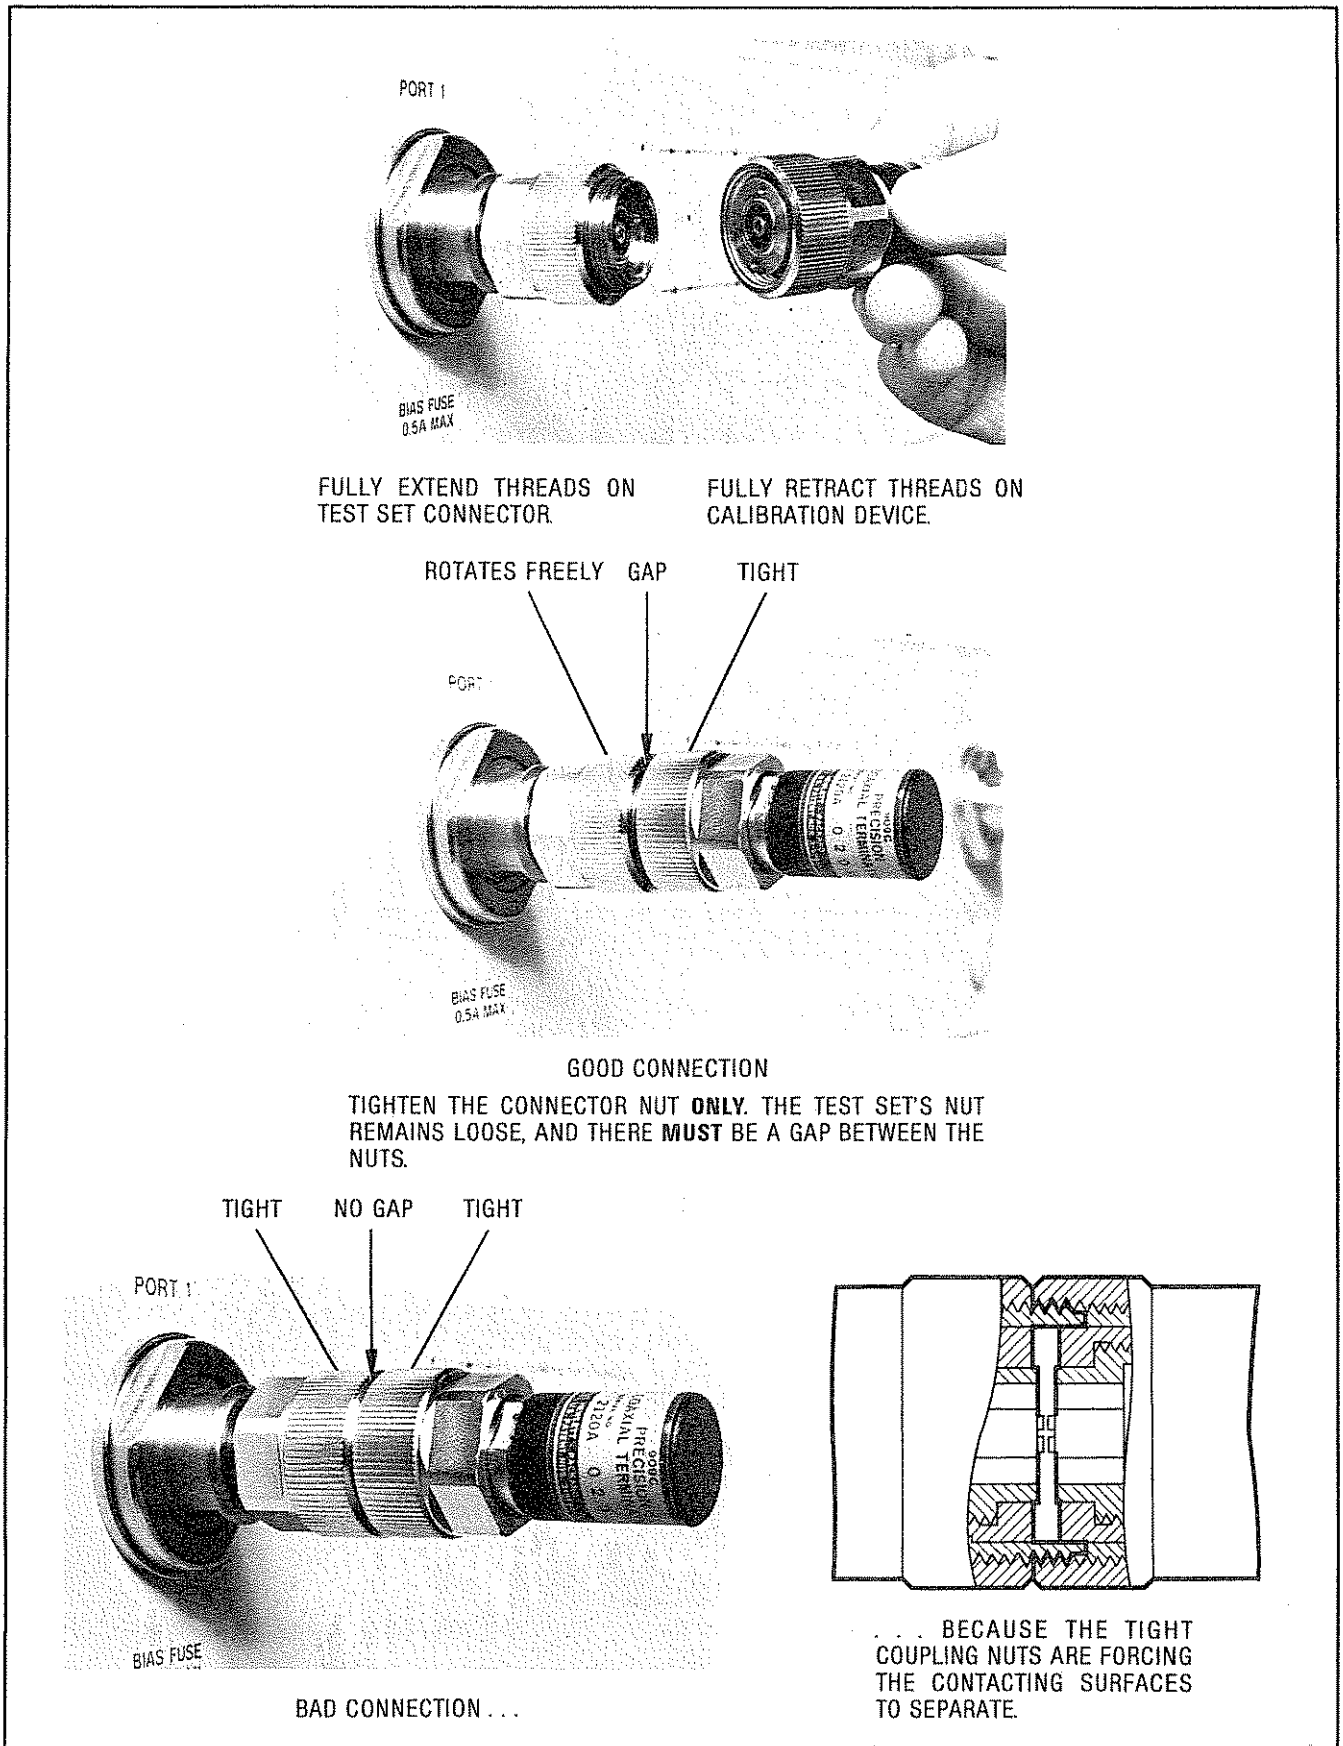 PORT 1
BIAS FUSE
0.5A MAX
FULLY EXTEND THREADS ON
TEST SET CONNECTOR.
FULLY RETRACT THREADS ON
CALIBRATION DEVICE.
ROTATES FREELY GAP TIGHT
PORT
BIAS FUSE
0.5A MAX
PRECISION
GOOD CONNECTION
TIGHTEN THE CONNECTOR NUT ONLY. THE TEST SET'S NUT
REMAINS LOOSE, AND THERE MUST BE A GAP BETWEEN THE
NUTS.
TIGHT NO GAP TIGHT
PORT 1
2120A 02
PRECISION
BIAS FUSE
BAD CONNECTION . . .
. . . BECAUSE THE TIGHT
COUPLING NUTS ARE FORCING
THE CONTACTING SURFACES
TO SEPARATE.